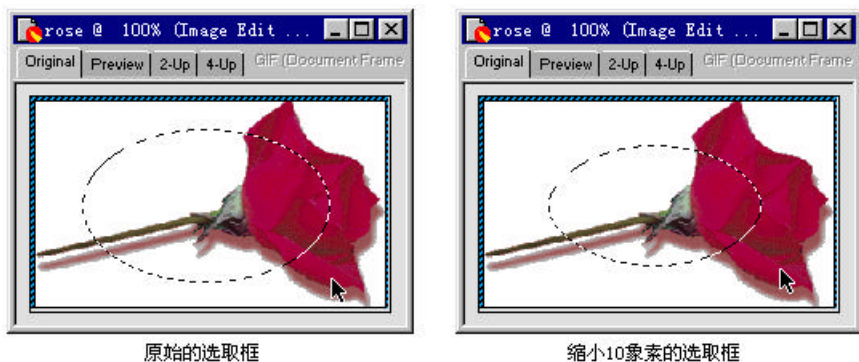 rose @ 100% (Image Edit ...
Original Preview 2-Up 4-Up GIF (Document Frame
原始的选取框
rose @ 100% (Image Edit ...
Original Preview 2-Up 4-Up GIF (Document Frame
缩小10象素的选取框